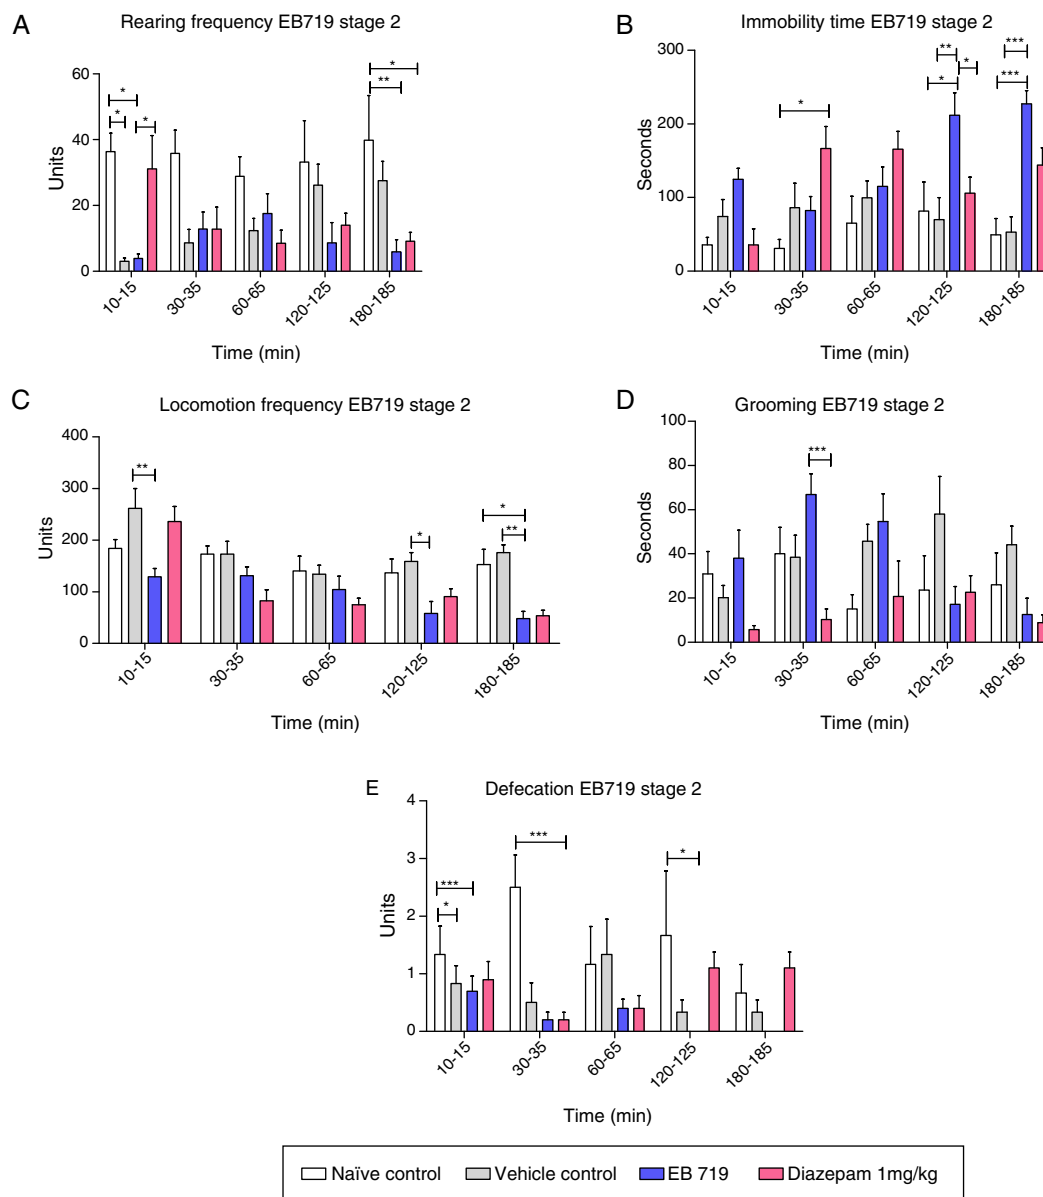 A
Rearing frequency EB719 stage 2
60
40
20
0
Units
*
*
*
*
**
10-15
30-35
60-65
120-125
180-185
Time (min)
B
Immobility time EB719 stage 2
300
200
100
0
Seconds
*
**
*
*
***
***
10-15
30-35
60-65
120-125
180-185
Time (min)
C
Locomotion frequency EB719 stage 2
400
300
200
100
0
Units
**
*
*
**
10-15
30-35
60-65
120-125
180-185
Time (min)
D
Grooming EB719 stage 2
100
80
60
40
20
0
Seconds
***
10-15
30-35
60-65
120-125
180-185
Time (min)
E
Defecation EB719 stage 2
4
3
2
1
0
Units
***
*
***
*
10-15
30-35
60-65
120-125
180-185
Time (min)
Naïve control
Vehicle control
EB 719
Diazepam 1mg/kg